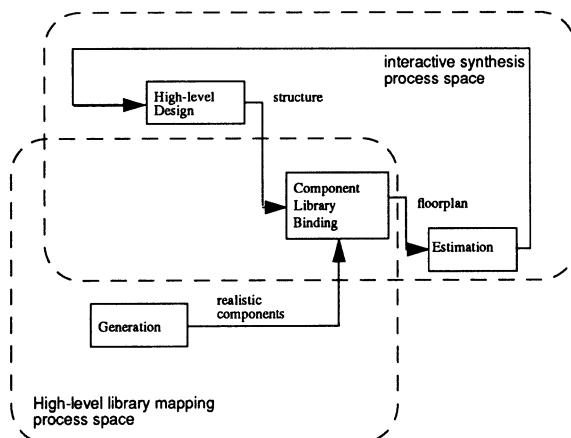 interactive synthesis
process space
High-level
Design
structure
Component
Library
Binding
floorplan
Estimation
realistic
components
Generation
High-level library mapping
process space